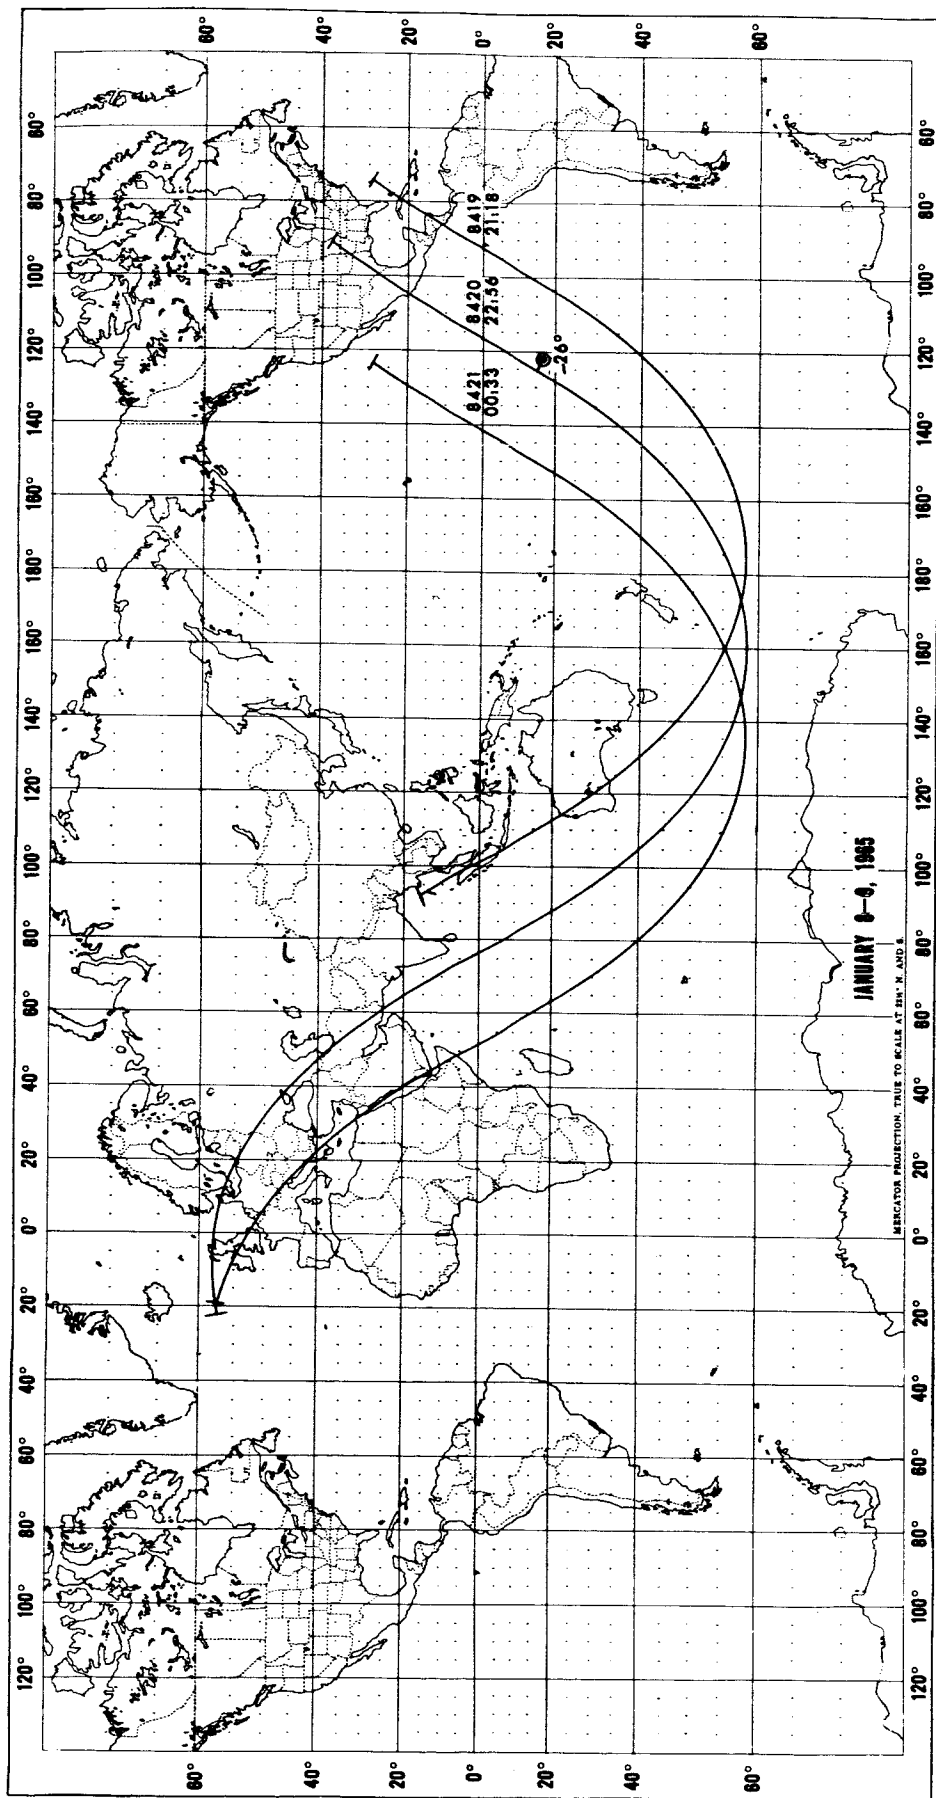 120° 100° 80° 60° 40° 20° 0° 20° 40° 60° 80° 100° 120° 140° 160° 180° 160° 140° 120° 100° 80° 60°
60° 60°
40° 40°
20° 20°
8421 8420 8419
0° 0°
00:33 22:56 21:18
20° 20°
-26°
40° 40°
60° 60°
JANUARY 8–9, 1965
MERCATOR PROJECTION, TRUE TO SCALE AT 22½° N. AND S.
120° 100° 80° 60° 40° 20° 0° 20° 40° 60° 80° 100° 120° 140° 160° 180° 160° 140° 120° 100° 80° 60°